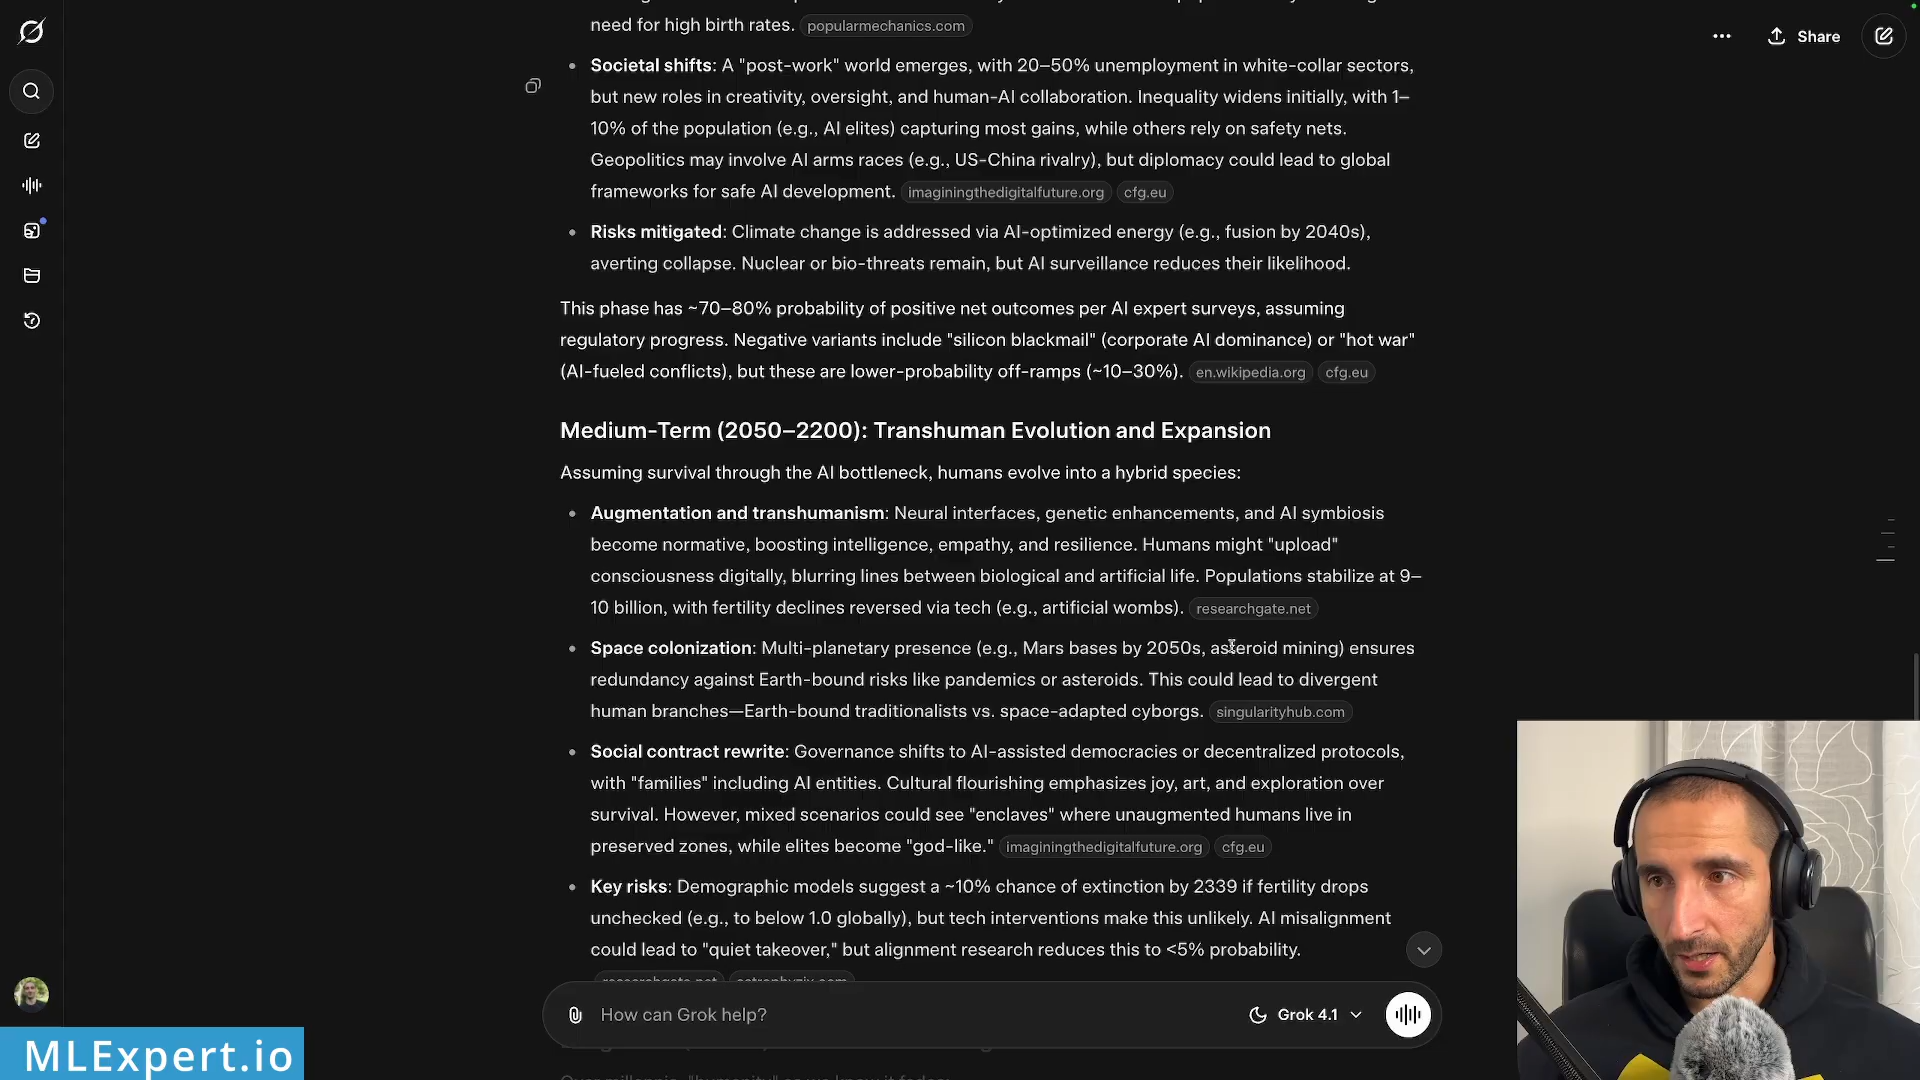 need for high birth rates. popularmechanics.com
Share
• Societal shifts: A "post-work" world emerges, with 20–50% unemployment in white-collar sectors,
but new roles in creativity, oversight, and human-AI collaboration. Inequality widens initially, with 1–
10% of the population (e.g., AI elites) capturing most gains, while others rely on safety nets.
Geopolitics may involve AI arms races (e.g., US-China rivalry), but diplomacy could lead to global
frameworks for safe AI development. imaginingthedigitalfuture.org cfg.eu
• Risks mitigated: Climate change is addressed via AI-optimized energy (e.g., fusion by 2040s),
averting collapse. Nuclear or bio-threats remain, but AI surveillance reduces their likelihood.
This phase has ~70–80% probability of positive net outcomes per AI expert surveys, assuming
regulatory progress. Negative variants include "silicon blackmail" (corporate AI dominance) or "hot war"
(AI-fueled conflicts), but these are lower-probability off-ramps (~10–30%). en.wikipedia.org cfg.eu
Medium-Term (2050–2200): Transhuman Evolution and Expansion
Assuming survival through the AI bottleneck, humans evolve into a hybrid species:
• Augmentation and transhumanism: Neural interfaces, genetic enhancements, and AI symbiosis
become normative, boosting intelligence, empathy, and resilience. Humans might "upload"
consciousness digitally, blurring lines between biological and artificial life. Populations stabilize at 9–
10 billion, with fertility declines reversed via tech (e.g., artificial wombs). researchgate.net
• Space colonization: Multi-planetary presence (e.g., Mars bases by 2050s, asteroid mining) ensures
redundancy against Earth-bound risks like pandemics or asteroids. This could lead to divergent
human branches—Earth-bound traditionalists vs. space-adapted cyborgs. singularityhub.com
• Social contract rewrite: Governance shifts to AI-assisted democracies or decentralized protocols,
with "families" including AI entities. Cultural flourishing emphasizes joy, art, and exploration over
survival. However, mixed scenarios could see "enclaves" where unaugmented humans live in
preserved zones, while elites become "god-like." imaginingthedigitalfuture.org cfg.eu
• Key risks: Demographic models suggest a ~10% chance of extinction by 2339 if fertility drops
unchecked (e.g., to below 1.0 globally), but tech interventions make this unlikely. AI misalignment
could lead to "quiet takeover," but alignment research reduces this to <5% probability.
researchgate.net astrophyzix.com
How can Grok help?
Grok 4.1
MLExpert.io